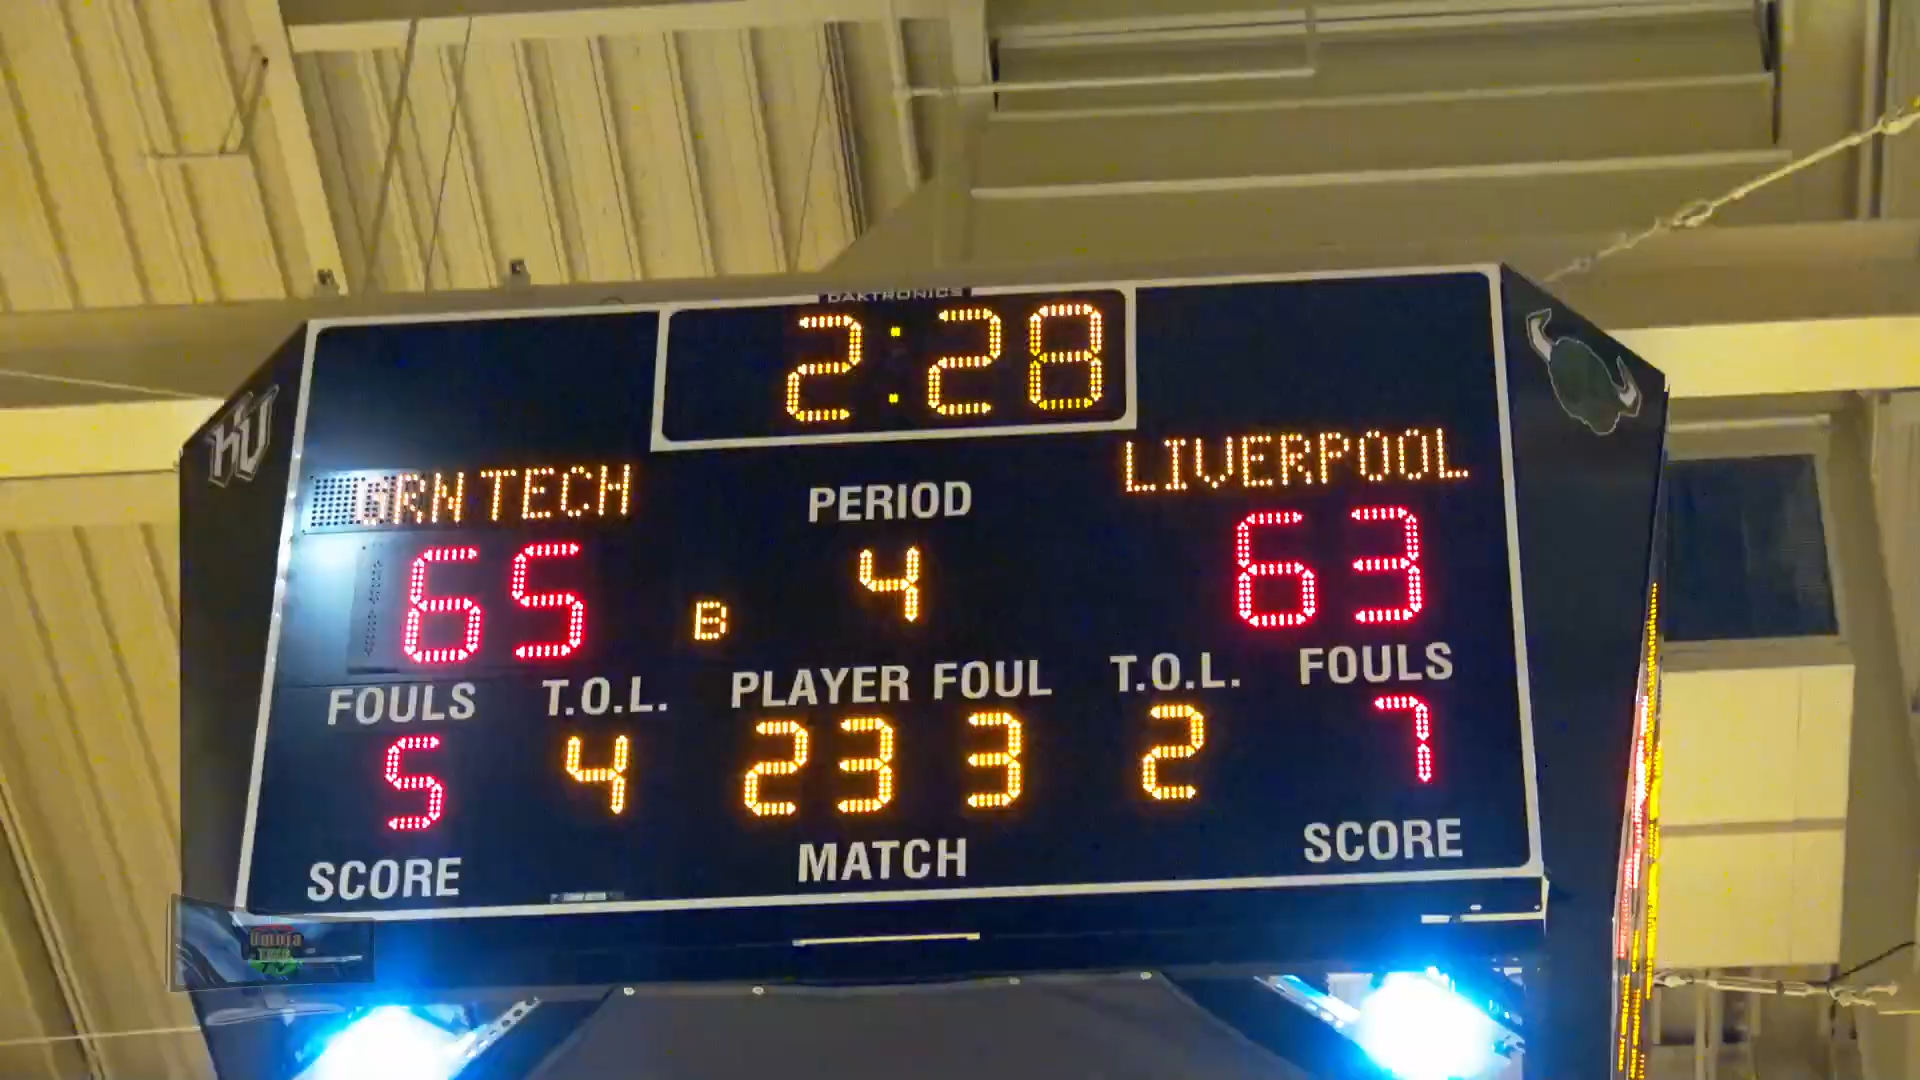 DAKTRONICS
2:28
GRN TECH
PERIOD
LIVERPOOL
65
B
4
63
FOULS
T.O.L.
PLAYER FOUL
T.O.L.
FOULS
5
4
23 3
2
7
SCORE
MATCH
SCORE